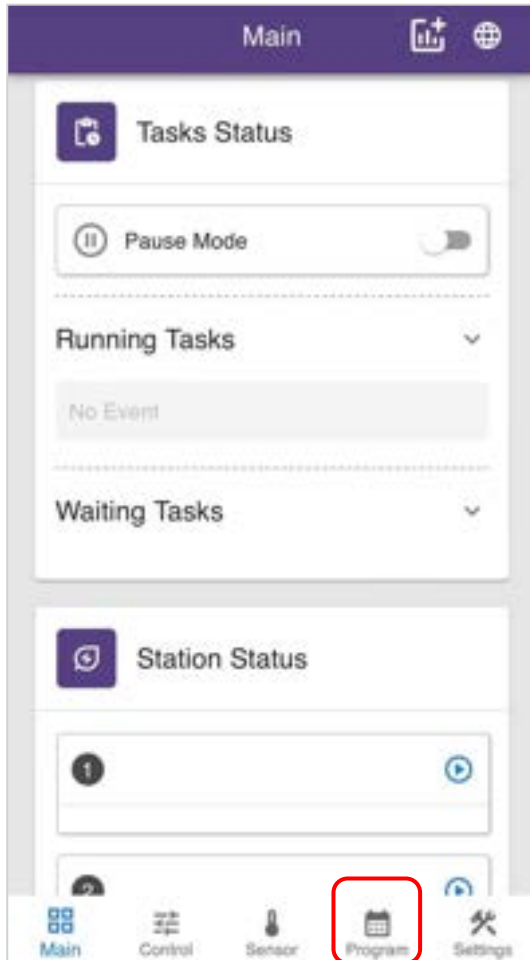 Main
Tasks Status
Pause Mode
Running Tasks
No Event
Waiting Tasks
Station Status
1
2
Main Control Sensor Program Settings